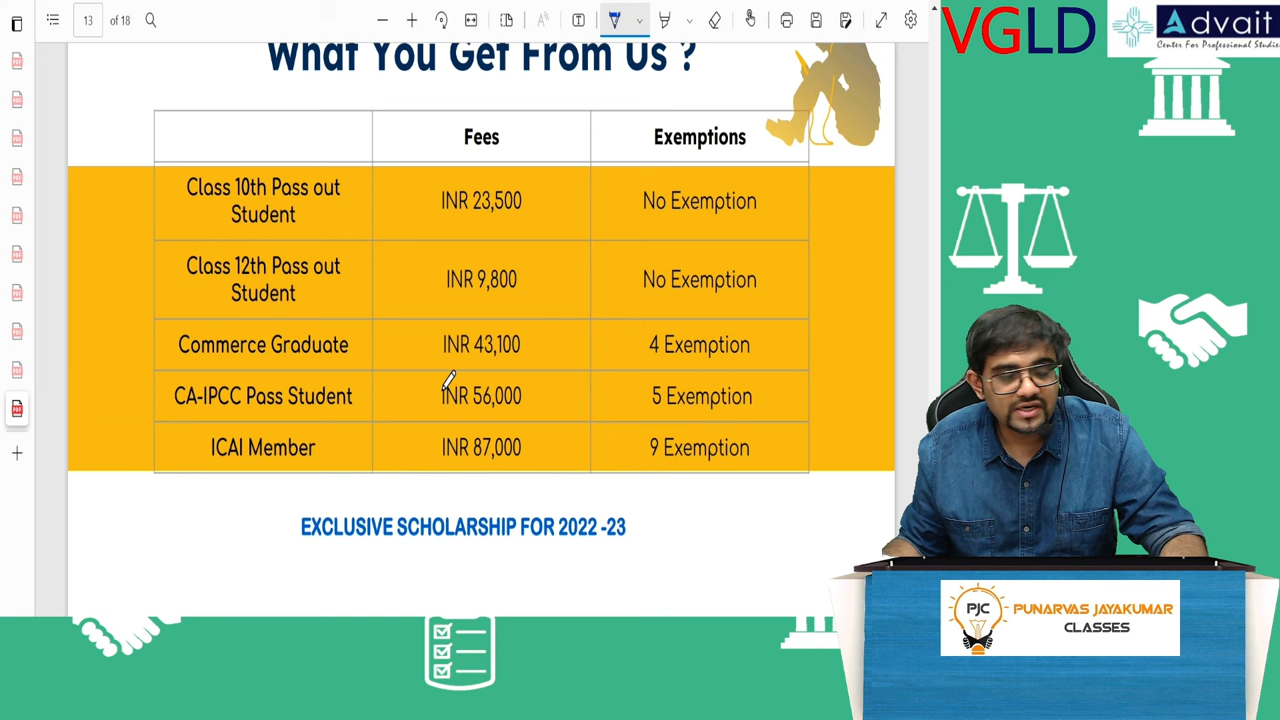 13
of 18
VGLD
Advait
Center For Professional Studies
What You Get From Us ?
Fees
Exemptions
Class 10th Pass out
Student
INR 23,500
No Exemption
Class 12th Pass out
Student
INR 9,800
No Exemption
Commerce Graduate
INR 43,100
4 Exemption
CA-IPCC Pass Student
INR 56,000
5 Exemption
ICAI Member
INR 87,000
9 Exemption
EXCLUSIVE SCHOLARSHIP FOR 2022 -23
PJC
PUNARVAS JAYAKUMAR
CLASSES